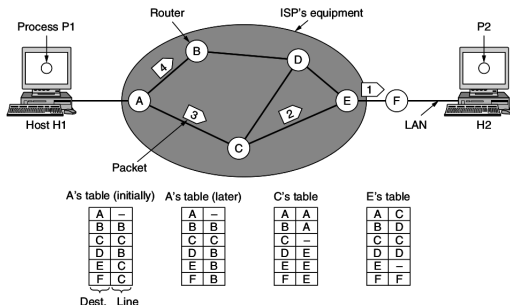 Process P1
Router
ISP's equipment
P2
B
D
4
1
A
E
F
3
2
Host H1
LAN
H2
C
Packet
A's table (initially)
A's table (later)
C's table
E's table
A –
B B
C C
D B
E C
F C
A –
B B
C C
D B
E B
F B
A A
B A
C –
D E
E E
F E
A C
B D
C C
D D
E –
F F
Dest. Line